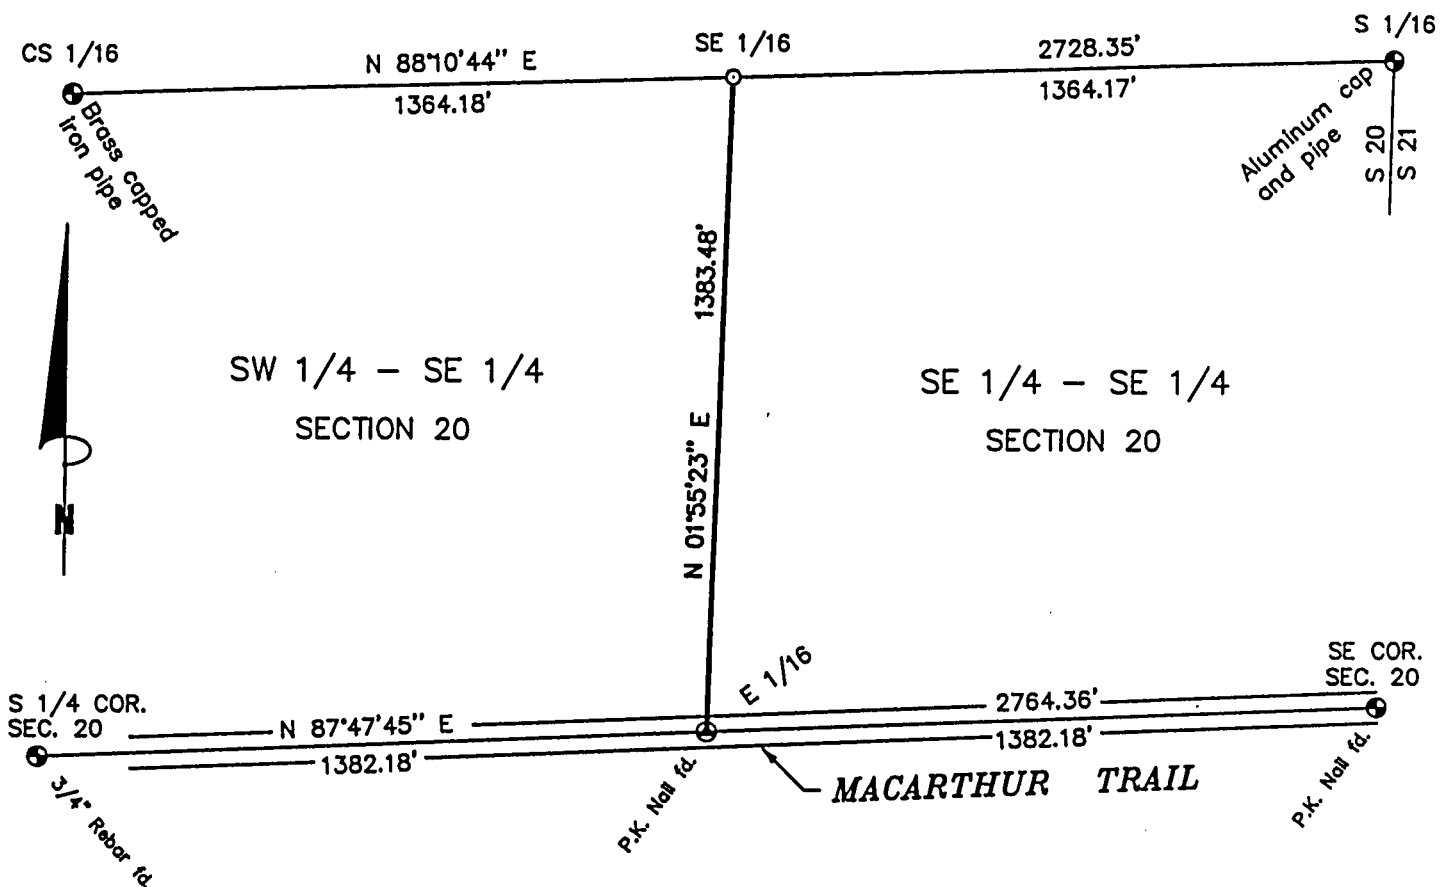 CS 1/16
N 88°10'44" E
SE 1/16
2728.35'
S 1/16
1364.18'
1364.17'
Brass capped
iron pipe
Aluminum cap
and pipe
S 20
S 21
1383.48'
N 01°55'23" E
SW 1/4 - SE 1/4
SECTION 20
SE 1/4 - SE 1/4
SECTION 20
N
E 1/16
SE COR.
SEC. 20
S 1/4 COR.
SEC. 20
N 87°47'45" E
2764.36'
1382.18'
1382.18'
MACARTHUR TRAIL
3/4" Rebar fd.
P.K. Nail fd.
P.K. Nail fd.